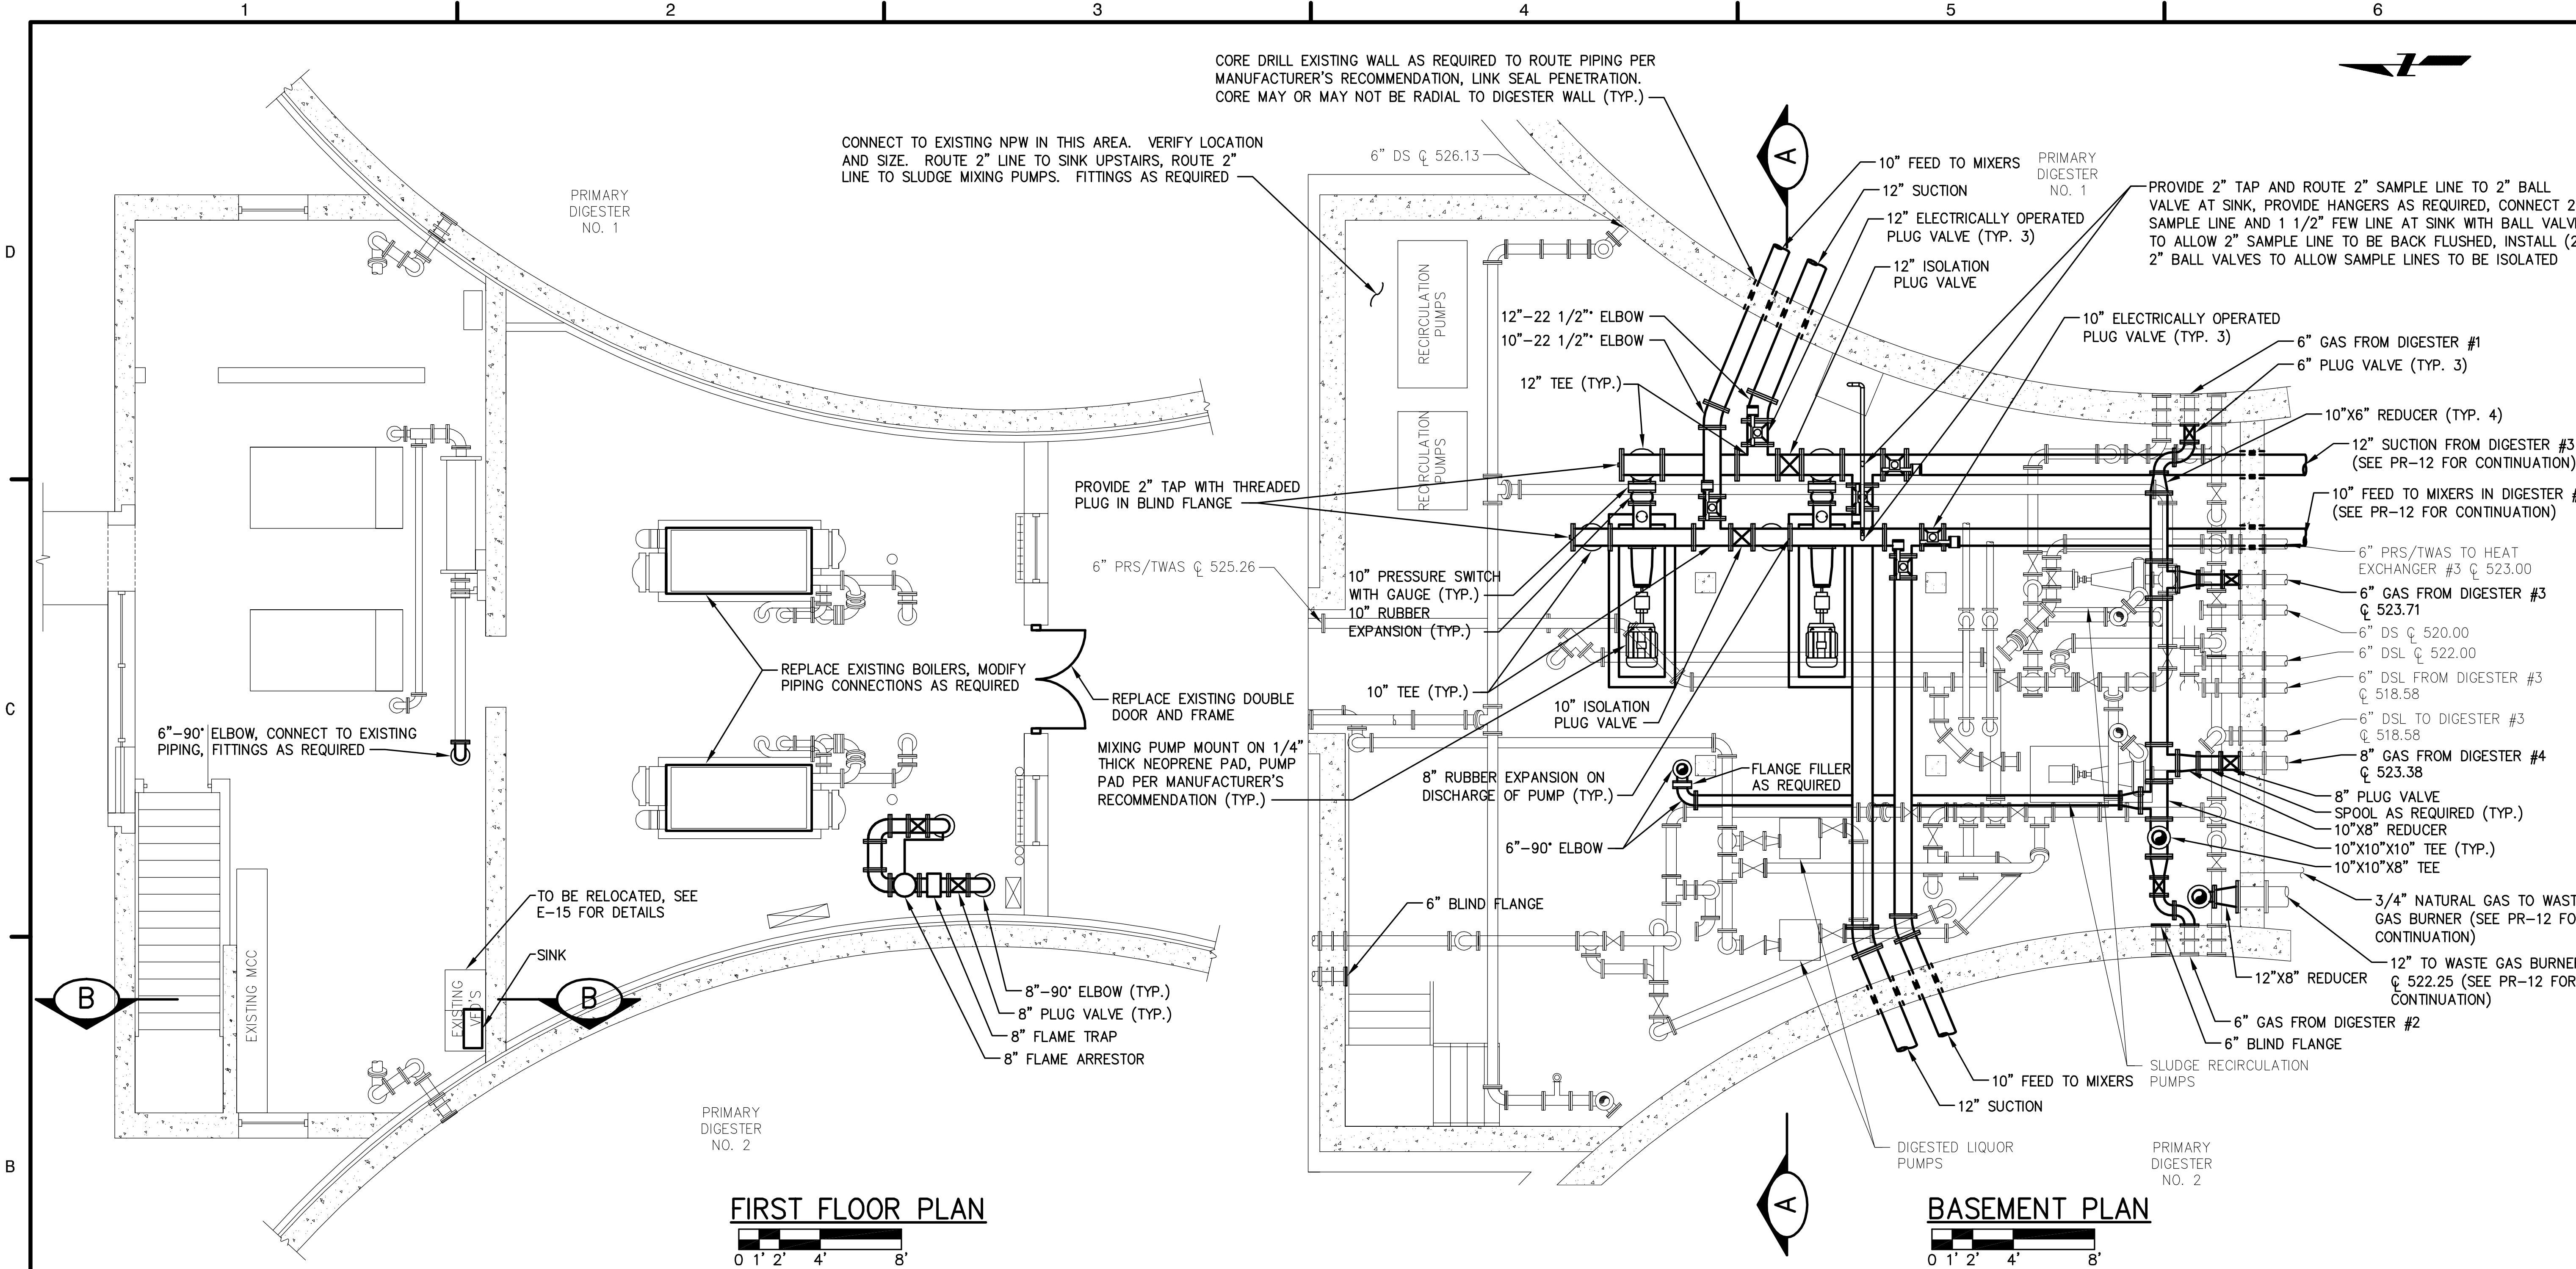 1
2
3
4
5
6
D
C
B
CORE DRILL EXISTING WALL AS REQUIRED TO ROUTE PIPING PER
MANUFACTURER'S RECOMMENDATION, LINK SEAL PENETRATION.
CORE MAY OR MAY NOT BE RADIAL TO DIGESTER WALL (TYP.)
CONNECT TO EXISTING NPW IN THIS AREA. VERIFY LOCATION
AND SIZE. ROUTE 2" LINE TO SINK UPSTAIRS, ROUTE 2"
LINE TO SLUDGE MIXING PUMPS. FITTINGS AS REQUIRED
6" DS ℄ 526.13
PRIMARY
DIGESTER
NO. 1
A
Z
10" FEED TO MIXERS
12" SUCTION
12" ELECTRICALLY OPERATED
PLUG VALVE (TYP. 3)
12" ISOLATION
PLUG VALVE
PRIMARY
DIGESTER
NO. 1
PROVIDE 2" TAP AND ROUTE 2" SAMPLE LINE TO 2" BALL
VALVE AT SINK, PROVIDE HANGERS AS REQUIRED, CONNECT 2
SAMPLE LINE AND 1 1/2" FEW LINE AT SINK WITH BALL VALV
TO ALLOW 2" SAMPLE LINE TO BE BACK FLUSHED, INSTALL (2
2" BALL VALVES TO ALLOW SAMPLE LINES TO BE ISOLATED
RECIRCULATION
PUMPS
RECIRCULATION
PUMPS
12"-22 1/2"° ELBOW
10"-22 1/2"° ELBOW
12" TEE (TYP.)
10" ELECTRICALLY OPERATED
PLUG VALVE (TYP. 3)
6" GAS FROM DIGESTER #1
6" PLUG VALVE (TYP. 3)
10"X6" REDUCER (TYP. 4)
12" SUCTION FROM DIGESTER #3
(SEE PR-12 FOR CONTINUATION)
10" FEED TO MIXERS IN DIGESTER #
(SEE PR-12 FOR CONTINUATION)
PROVIDE 2" TAP WITH THREADED
PLUG IN BLIND FLANGE
6" PRS/TWAS ℄ 525.26
10" PRESSURE SWITCH
WITH GAUGE (TYP.)
10" RUBBER
EXPANSION (TYP.)
6" PRS/TWAS TO HEAT
EXCHANGER #3 ℄ 523.00
6" GAS FROM DIGESTER #3
℄ 523.71
6" DS ℄ 520.00
6" DSL ℄ 522.00
6" DSL FROM DIGESTER #3
℄ 518.58
6" DSL TO DIGESTER #3
℄ 518.58
8" GAS FROM DIGESTER #4
℄ 523.38
8" PLUG VALVE
SPOOL AS REQUIRED (TYP.)
10"X8" REDUCER
10"X10"X10" TEE (TYP.)
10"X10"X8" TEE
3/4" NATURAL GAS TO WAST
GAS BURNER (SEE PR-12 FO
CONTINUATION)
12" TO WASTE GAS BURNE
℄ 522.25 (SEE PR-12 FOR
CONTINUATION)
12"X8" REDUCER
6" GAS FROM DIGESTER #2
6" BLIND FLANGE
REPLACE EXISTING BOILERS, MODIFY
PIPING CONNECTIONS AS REQUIRED
REPLACE EXISTING DOUBLE
DOOR AND FRAME
10" TEE (TYP.)
10" ISOLATION
PLUG VALVE
6"-90° ELBOW, CONNECT TO EXISTING
PIPING, FITTINGS AS REQUIRED
MIXING PUMP MOUNT ON 1/4"
THICK NEOPRENE PAD, PUMP
PAD PER MANUFACTURER'S
RECOMMENDATION (TYP.)
8" RUBBER EXPANSION ON
DISCHARGE OF PUMP (TYP.)
FLANGE FILLER
AS REQUIRED
6"-90° ELBOW
6" BLIND FLANGE
TO BE RELOCATED, SEE
E-15 FOR DETAILS
SINK
EXISTING MCC
EXISTING
VFD'S
B
B
8"-90° ELBOW (TYP.)
8" PLUG VALVE (TYP.)
8" FLAME TRAP
8" FLAME ARRESTOR
SLUDGE RECIRCULATION
PUMPS
10" FEED TO MIXERS
12" SUCTION
DIGESTED LIQUOR
PUMPS
PRIMARY
DIGESTER
NO. 2
PRIMARY
DIGESTER
NO. 2
A
FIRST FLOOR PLAN
0 1' 2' 4' 8'
BASEMENT PLAN
0 1' 2' 4' 8'